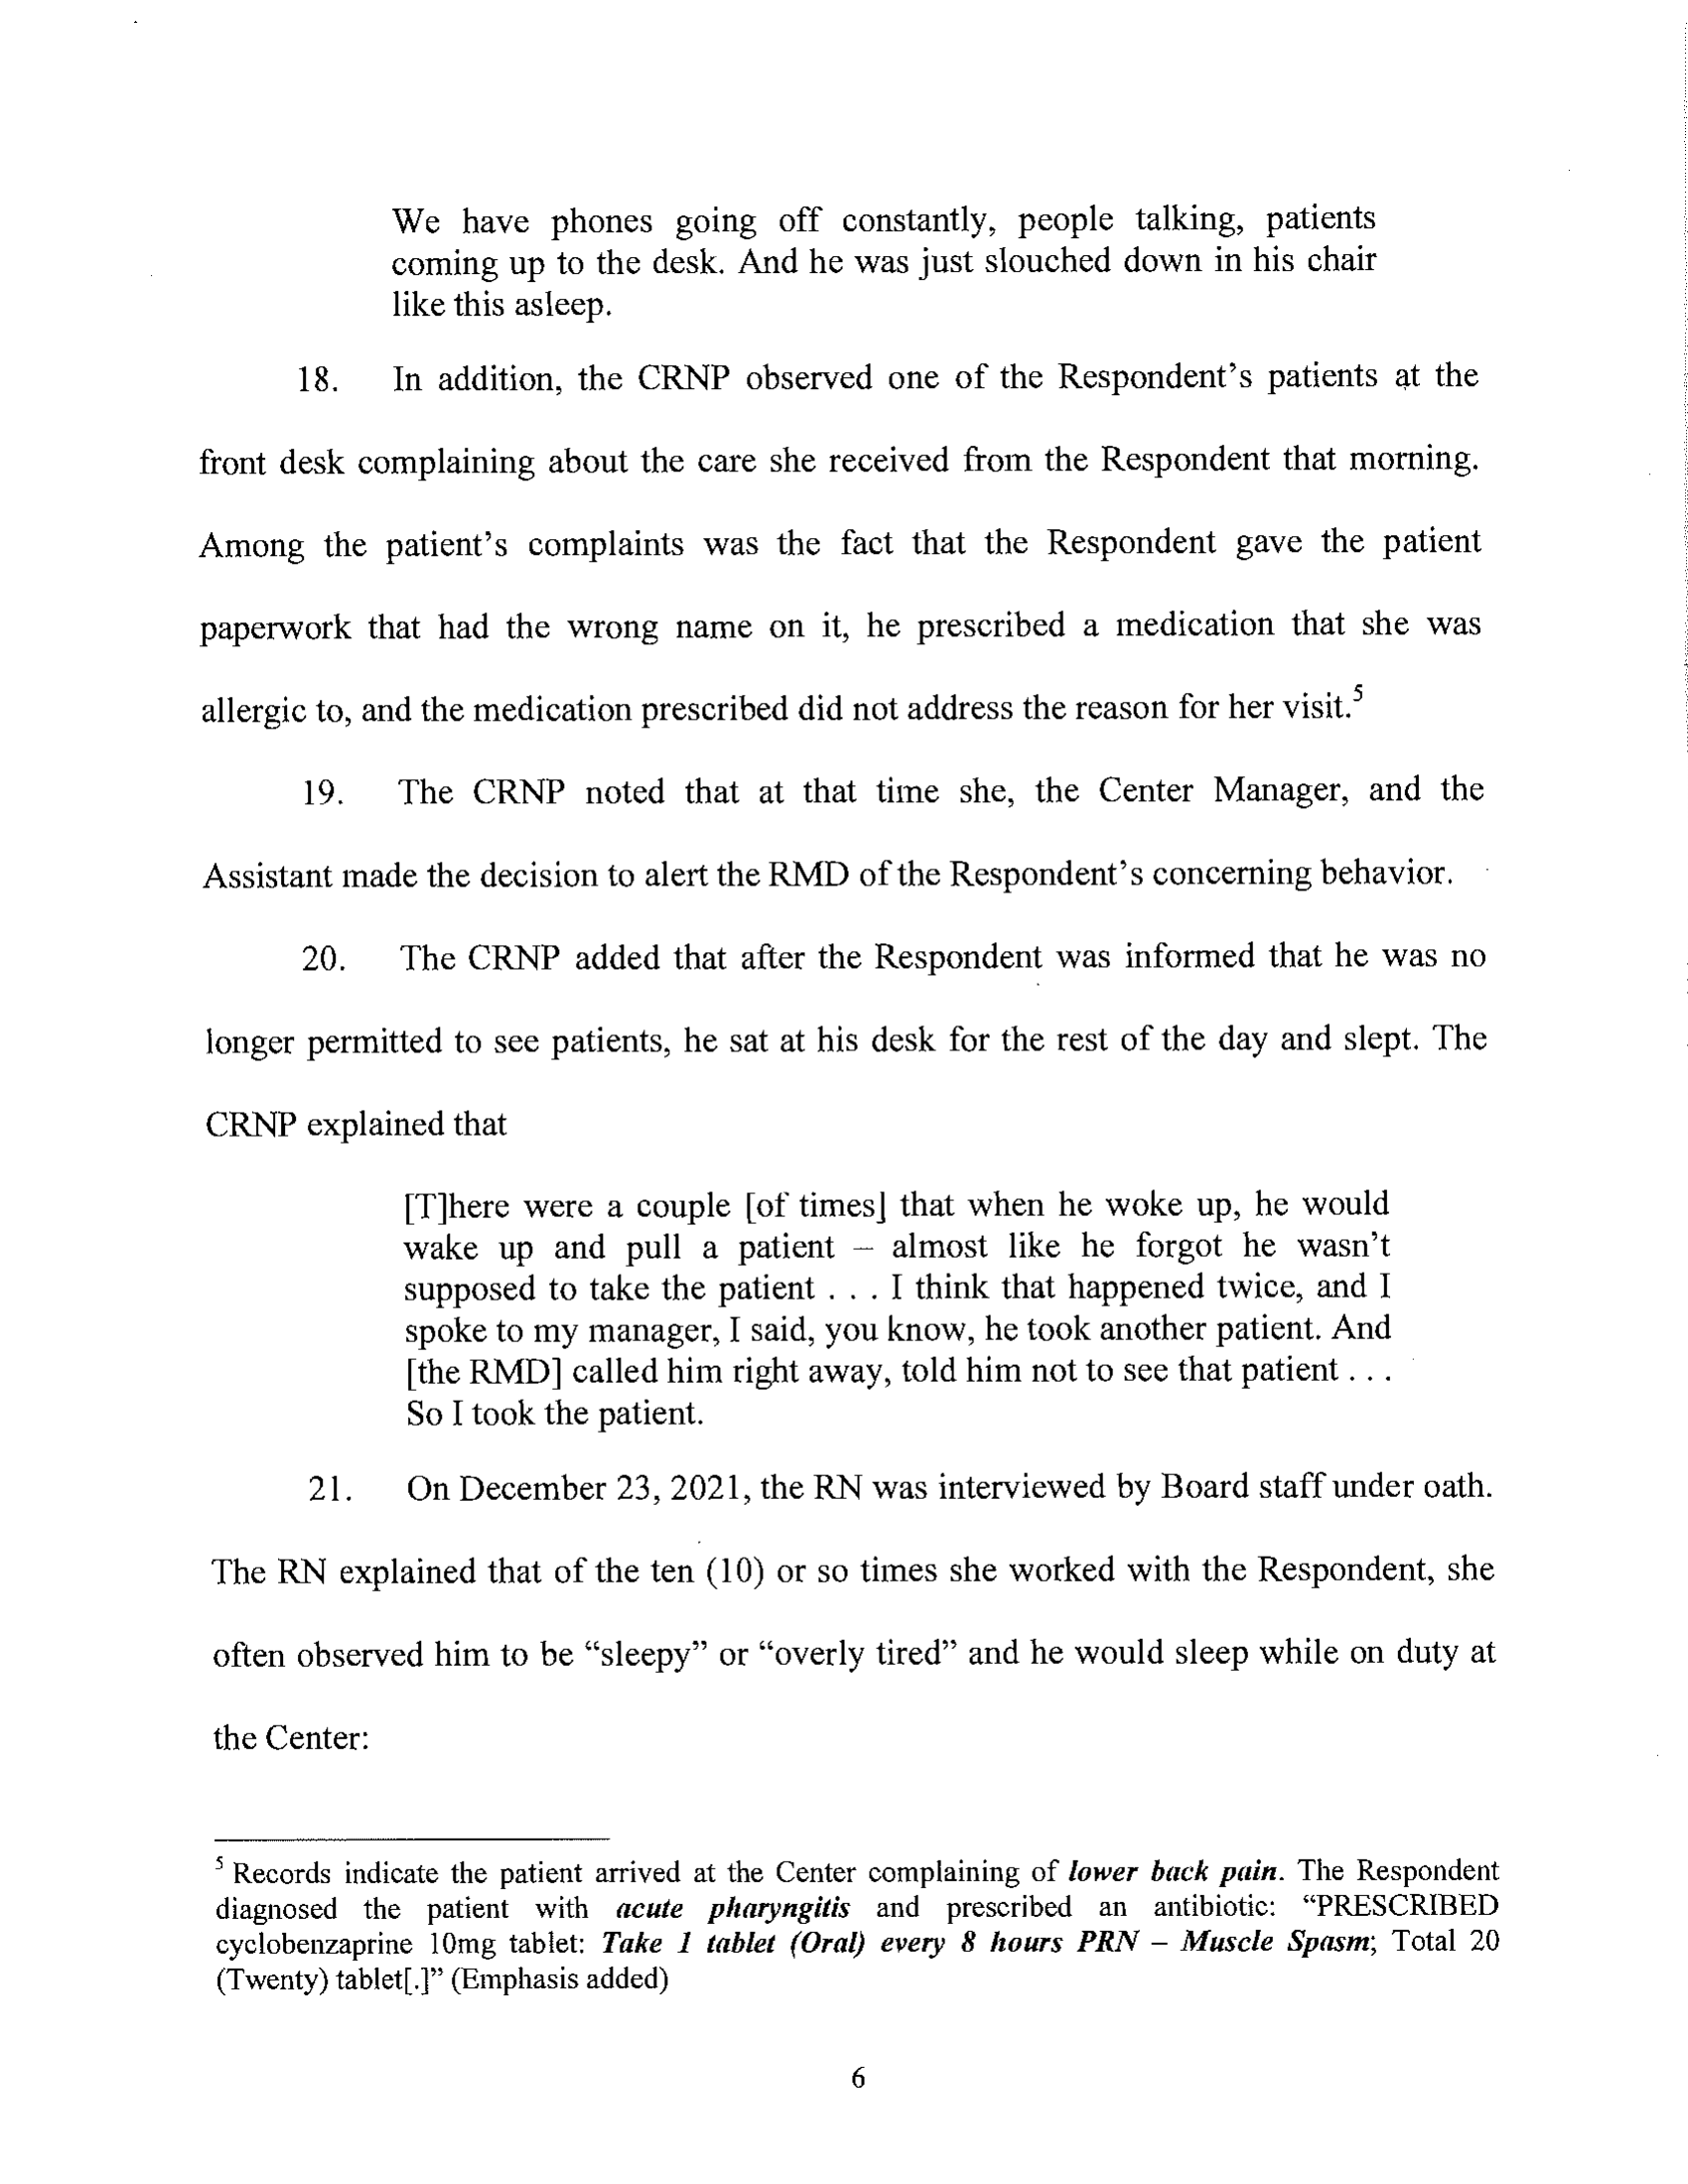 We have phones going off constantly, people talking, patients
coming up to the desk. And he was just slouched down in his chair
like this asleep.
18. In addition, the CRNP observed one of the Respondent's patients at the
front desk complaining about the care she received from the Respondent that morning.
Among the patient's complaints was the fact that the Respondent gave the patient
paperwork that had the wrong name on it, he prescribed a medication that she was
allergic to, and the medication prescribed did not address the reason for her visit.5
19. The CRNP noted that at that time she, the Center Manager, and the
Assistant made the decision to alert the RMD of the Respondent's concerning behavior.
20. The CRNP added that after the Respondent was informed that he was no
longer permitted to see patients, he sat at his desk for the rest of the day and slept. The
CRNP explained that
[T]here were a couple [of times] that when he woke up, he would
wake up and pull a patient – almost like he forgot he wasn't
supposed to take the patient . . . I think that happened twice, and I
spoke to my manager, I said, you know, he took another patient. And
[the RMD] called him right away, told him not to see that patient . . .
So I took the patient.
21. On December 23, 2021, the RN was interviewed by Board staff under oath.
The RN explained that of the ten (10) or so times she worked with the Respondent, she
often observed him to be “sleepy” or “overly tired” and he would sleep while on duty at
the Center:
5 Records indicate the patient arrived at the Center complaining of lower back pain. The Respondent
diagnosed the patient with acute pharyngitis and prescribed an antibiotic: “PRESCRIBED
cyclobenzaprine 10mg tablet: Take 1 tablet (Oral) every 8 hours PRN – Muscle Spasm; Total 20
(Twenty) tablet[.]” (Emphasis added)
6